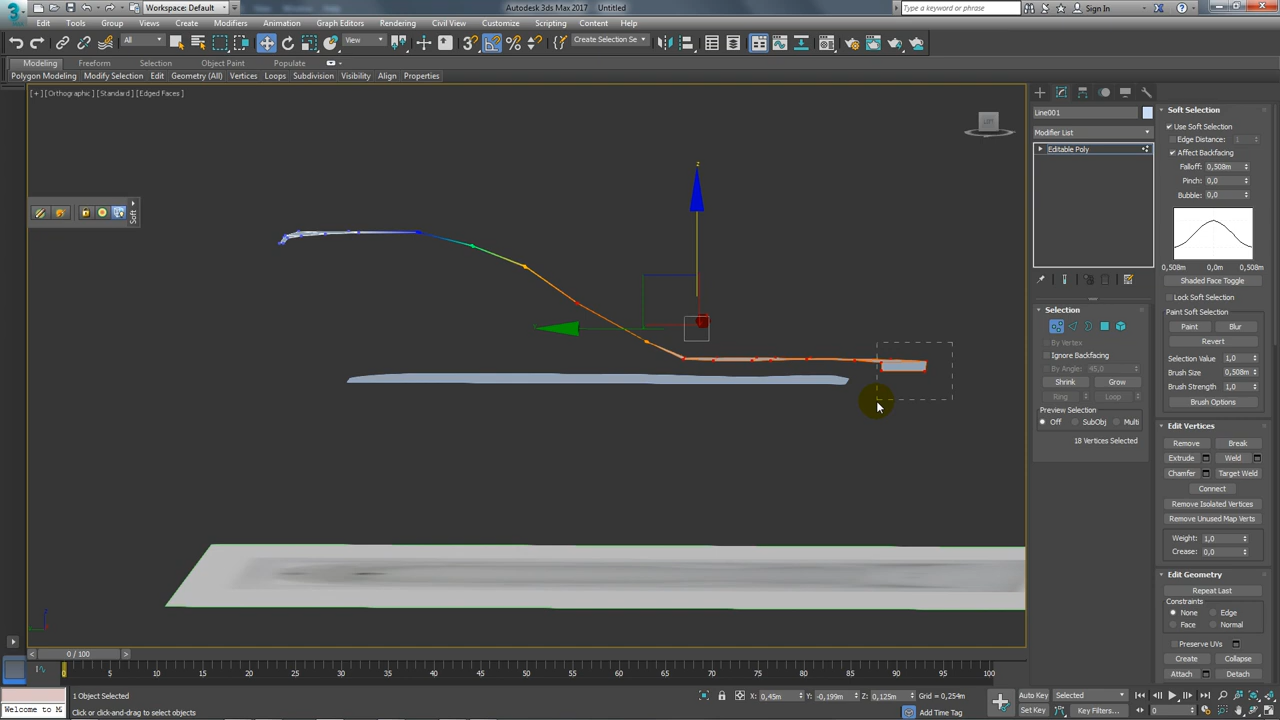 Workspace: Default
Autodesk 3ds Max 2017
Untitled
Type a keyword or phrase
Sign In
Edit Tools Group Views Create Modifiers Animation Graph Editors Rendering Civil View Customize Scripting Content Help
All
View
Create Selection Se
Modeling Freeform Selection Object Paint Populate
Polygon Modeling Modify Selection Edit Geometry (All) Vertices Loops Subdivision Visibility Align Properties
[+] [Orthographic] [Standard] [Edged Faces]
Soft
z
Line001
Modifier List
Editable Poly
Selection
By Vertex
Ignore Backfacing
By Angle: 45,0
Shrink Grow
Ring Loop
Preview Selection
Off SubObj Multi
18 Vertices Selected
Soft Selection
Use Soft Selection
Edge Distance: 1
Affect Backfacing
Falloff: 0,508m
Pinch: 0,0
Bubble: 0,0
0,508m 0,0m 0,508m
Shaded Face Toggle
Lock Soft Selection
Paint Soft Selection
Paint Blur
Revert
Selection Value 1,0
Brush Size 0,508m
Brush Strength 1,0
Brush Options
Edit Vertices
Remove Break
Extrude Weld
Chamfer Target Weld
Connect
Remove Isolated Vertices
Remove Unused Map Verts
Weight: 1,0
Crease: 0,0
Edit Geometry
Repeat Last
Constraints
None Edge
Face Normal
Preserve UVs
Create Collapse
Attach Detach
0 / 100
0 5 10 15 20 25 30 35 40 45 50 55 60 65 70 75 80 85 90 95 100
1 Object Selected
X: 0,45m Y: -0,199m Z: 0,125m Grid = 0,254m
Auto Key Selected
Welcome to M
Click or click-and-drag to select objects
Add Time Tag
Set Key Key Filters... 0